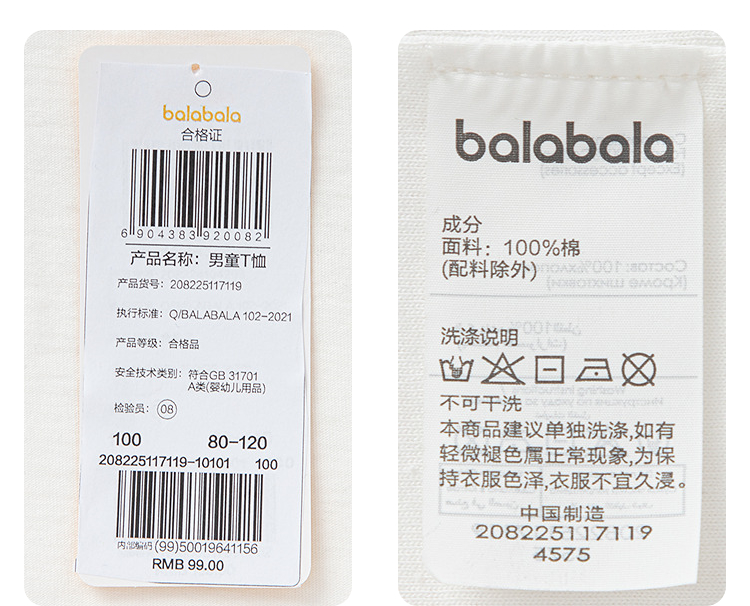 balabala
合格证
6 904383 920082
产品名称：男童T恤
产品货号：208225117119
执行标准：Q/BALABALA 102-2021
产品等级：合格品
安全技术类别：符合GB 31701
A类(婴幼儿用品)
检验员：08
100 80-120
208225117119-10101 100
内部编码 (99)50019641156
RMB 99.00
balabala
成分
面料：100%棉
(配料除外)
洗涤说明
不可干洗
本商品建议单独洗涤,如有
轻微褪色属正常现象,为保
持衣服色泽,衣服不宜久浸。
中国制造
208225117119
4575